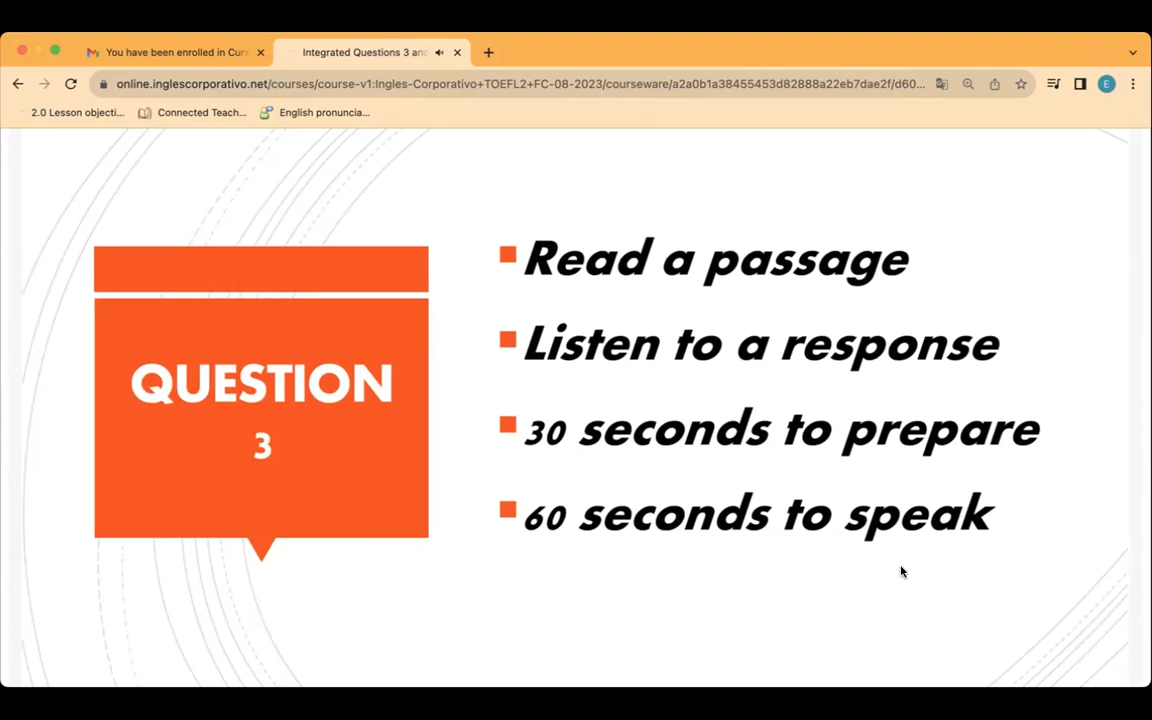 You have been enrolled in Curs
Integrated Questions 3 an
online.inglescorporativo.net/courses/course-v1:Ingles-Corporativo+TOEFL2+FC-08-2023/courseware/a2a0b1a38455453d82888a22eb7dae2f/d60...
E
2.0 Lesson objecti...
Connected Teach...
English pronuncia...
QUESTION
3
Read a passage
Listen to a response
30 seconds to prepare
60 seconds to speak